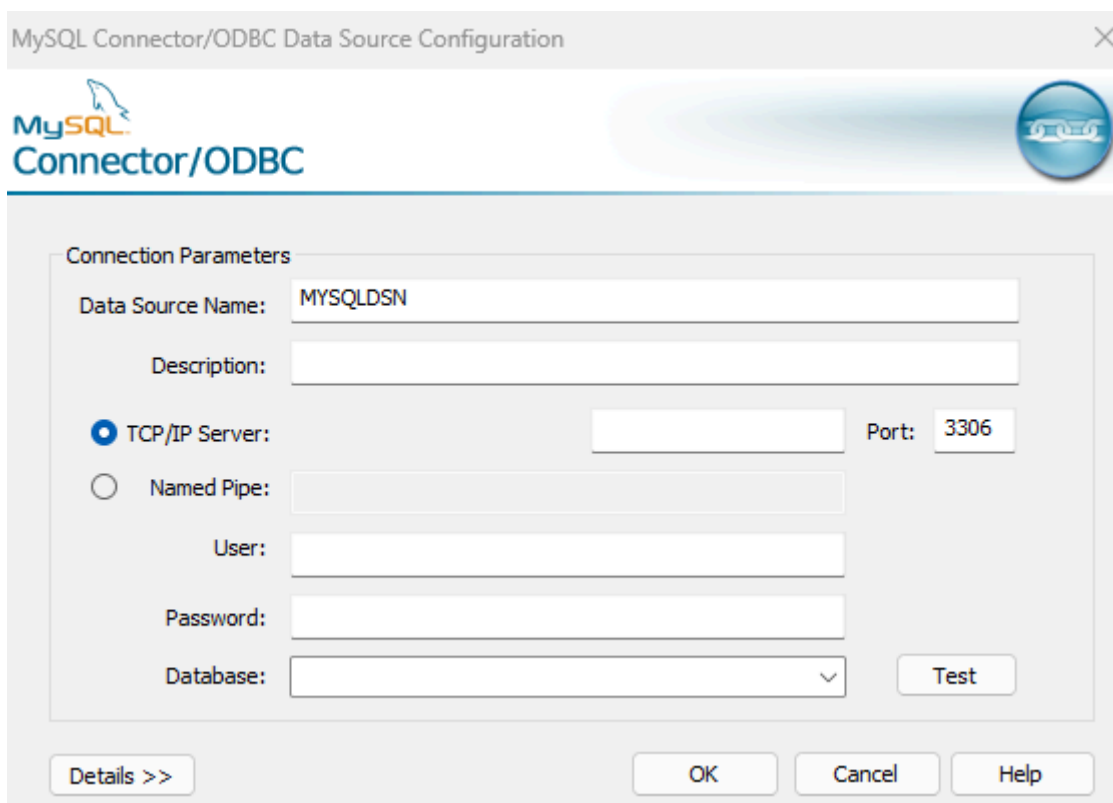 MySQL Connector/ODBC Data Source Configuration
MySQL
Connector/ODBC
Connection Parameters
Data Source Name: MYSQLDSN
Description:
TCP/IP Server: Port: 3306
Named Pipe:
User:
Password:
Database: Test
Details >> OK Cancel Help